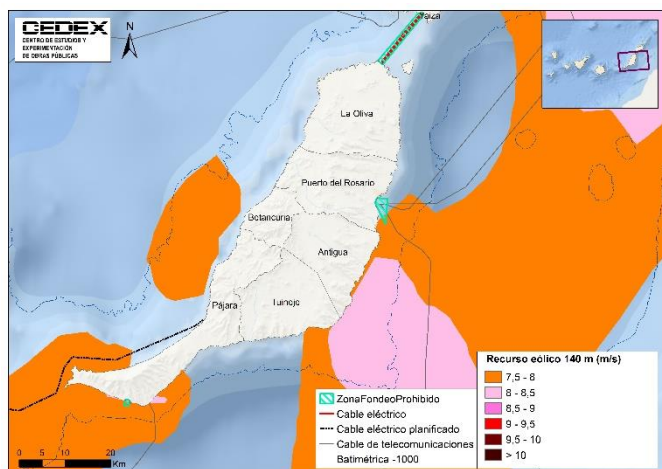 CEDEX
CENTRO DE ESTUDIOS Y
EXPERIMENTACIÓN
DE OBRAS PÚBLICAS
N
La Oliva
Puerto del Rosario
Betancuria
Antigua
Pájara
Tuineje
Recurso eólico 140 m (m/s)
7,5 - 8
8 - 8,5
8,5 - 9
9 - 9,5
9,5 - 10
> 10
ZonaFondeoProhibido
Cable eléctrico
Cable eléctrico planificado
Cable de telecomunicaciones
Batimétrica -1000
0 5 10 20
Km